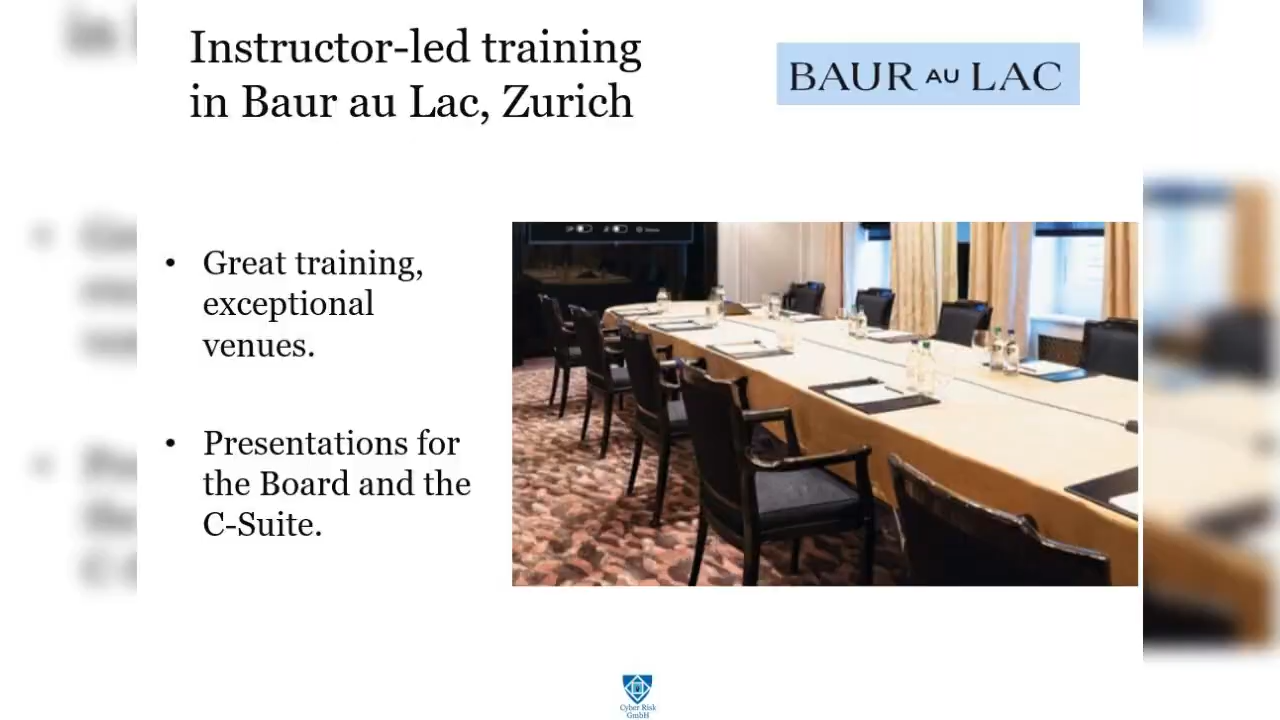 Instructor-led training
in Baur au Lac, Zurich
BAUR AU LAC
• Great training,
exceptional
venues.
• Presentations for
the Board and the
C-Suite.
Cyber Risk
GmbH